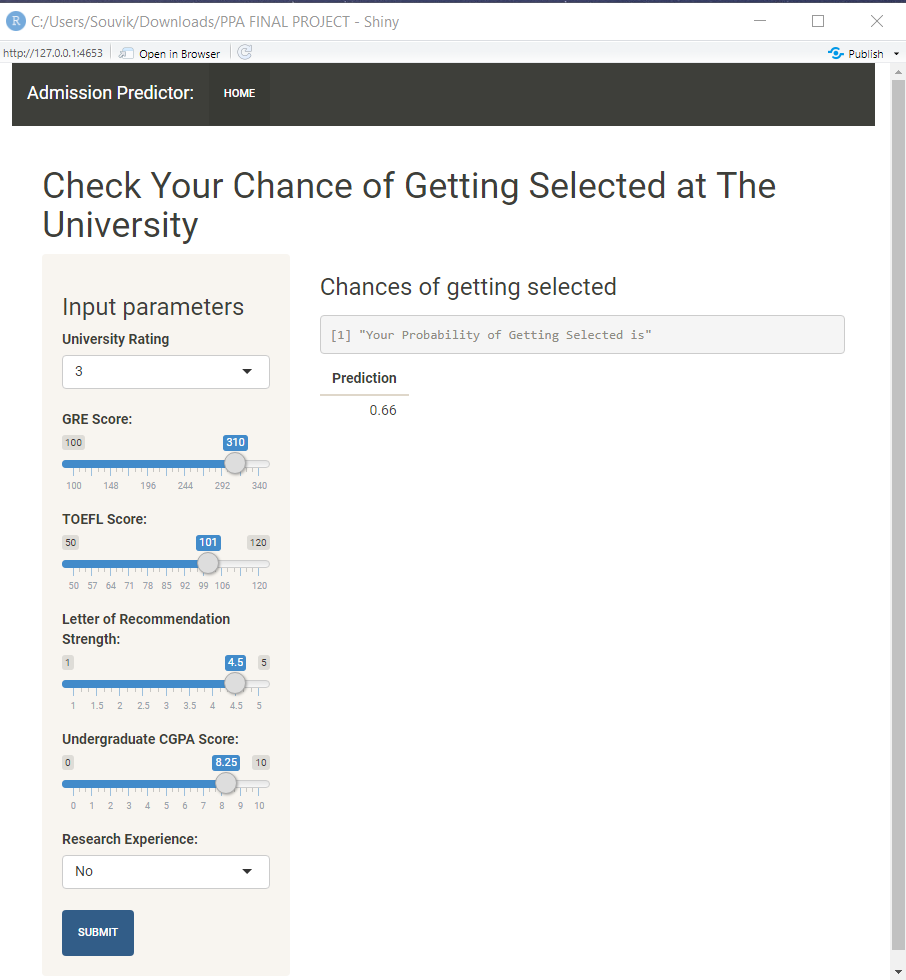 R C:/Users/Souvik/Downloads/PPA FINAL PROJECT - Shiny
http://127.0.0.1:4653 Open in Browser Publish
Admission Predictor: HOME
Check Your Chance of Getting Selected at The
University
Input parameters
University Rating
3
GRE Score:
100 310
100 148 196 244 292 340
TOEFL Score:
50 101 120
50 57 64 71 78 85 92 99 106 120
Letter of Recommendation
Strength:
1 4.5 5
1 1.5 2 2.5 3 3.5 4 4.5 5
Undergraduate CGPA Score:
0 8.25 10
0 1 2 3 4 5 6 7 8 9 10
Research Experience:
No
SUBMIT
Chances of getting selected
[1] "Your Probability of Getting Selected is"
Prediction
0.66